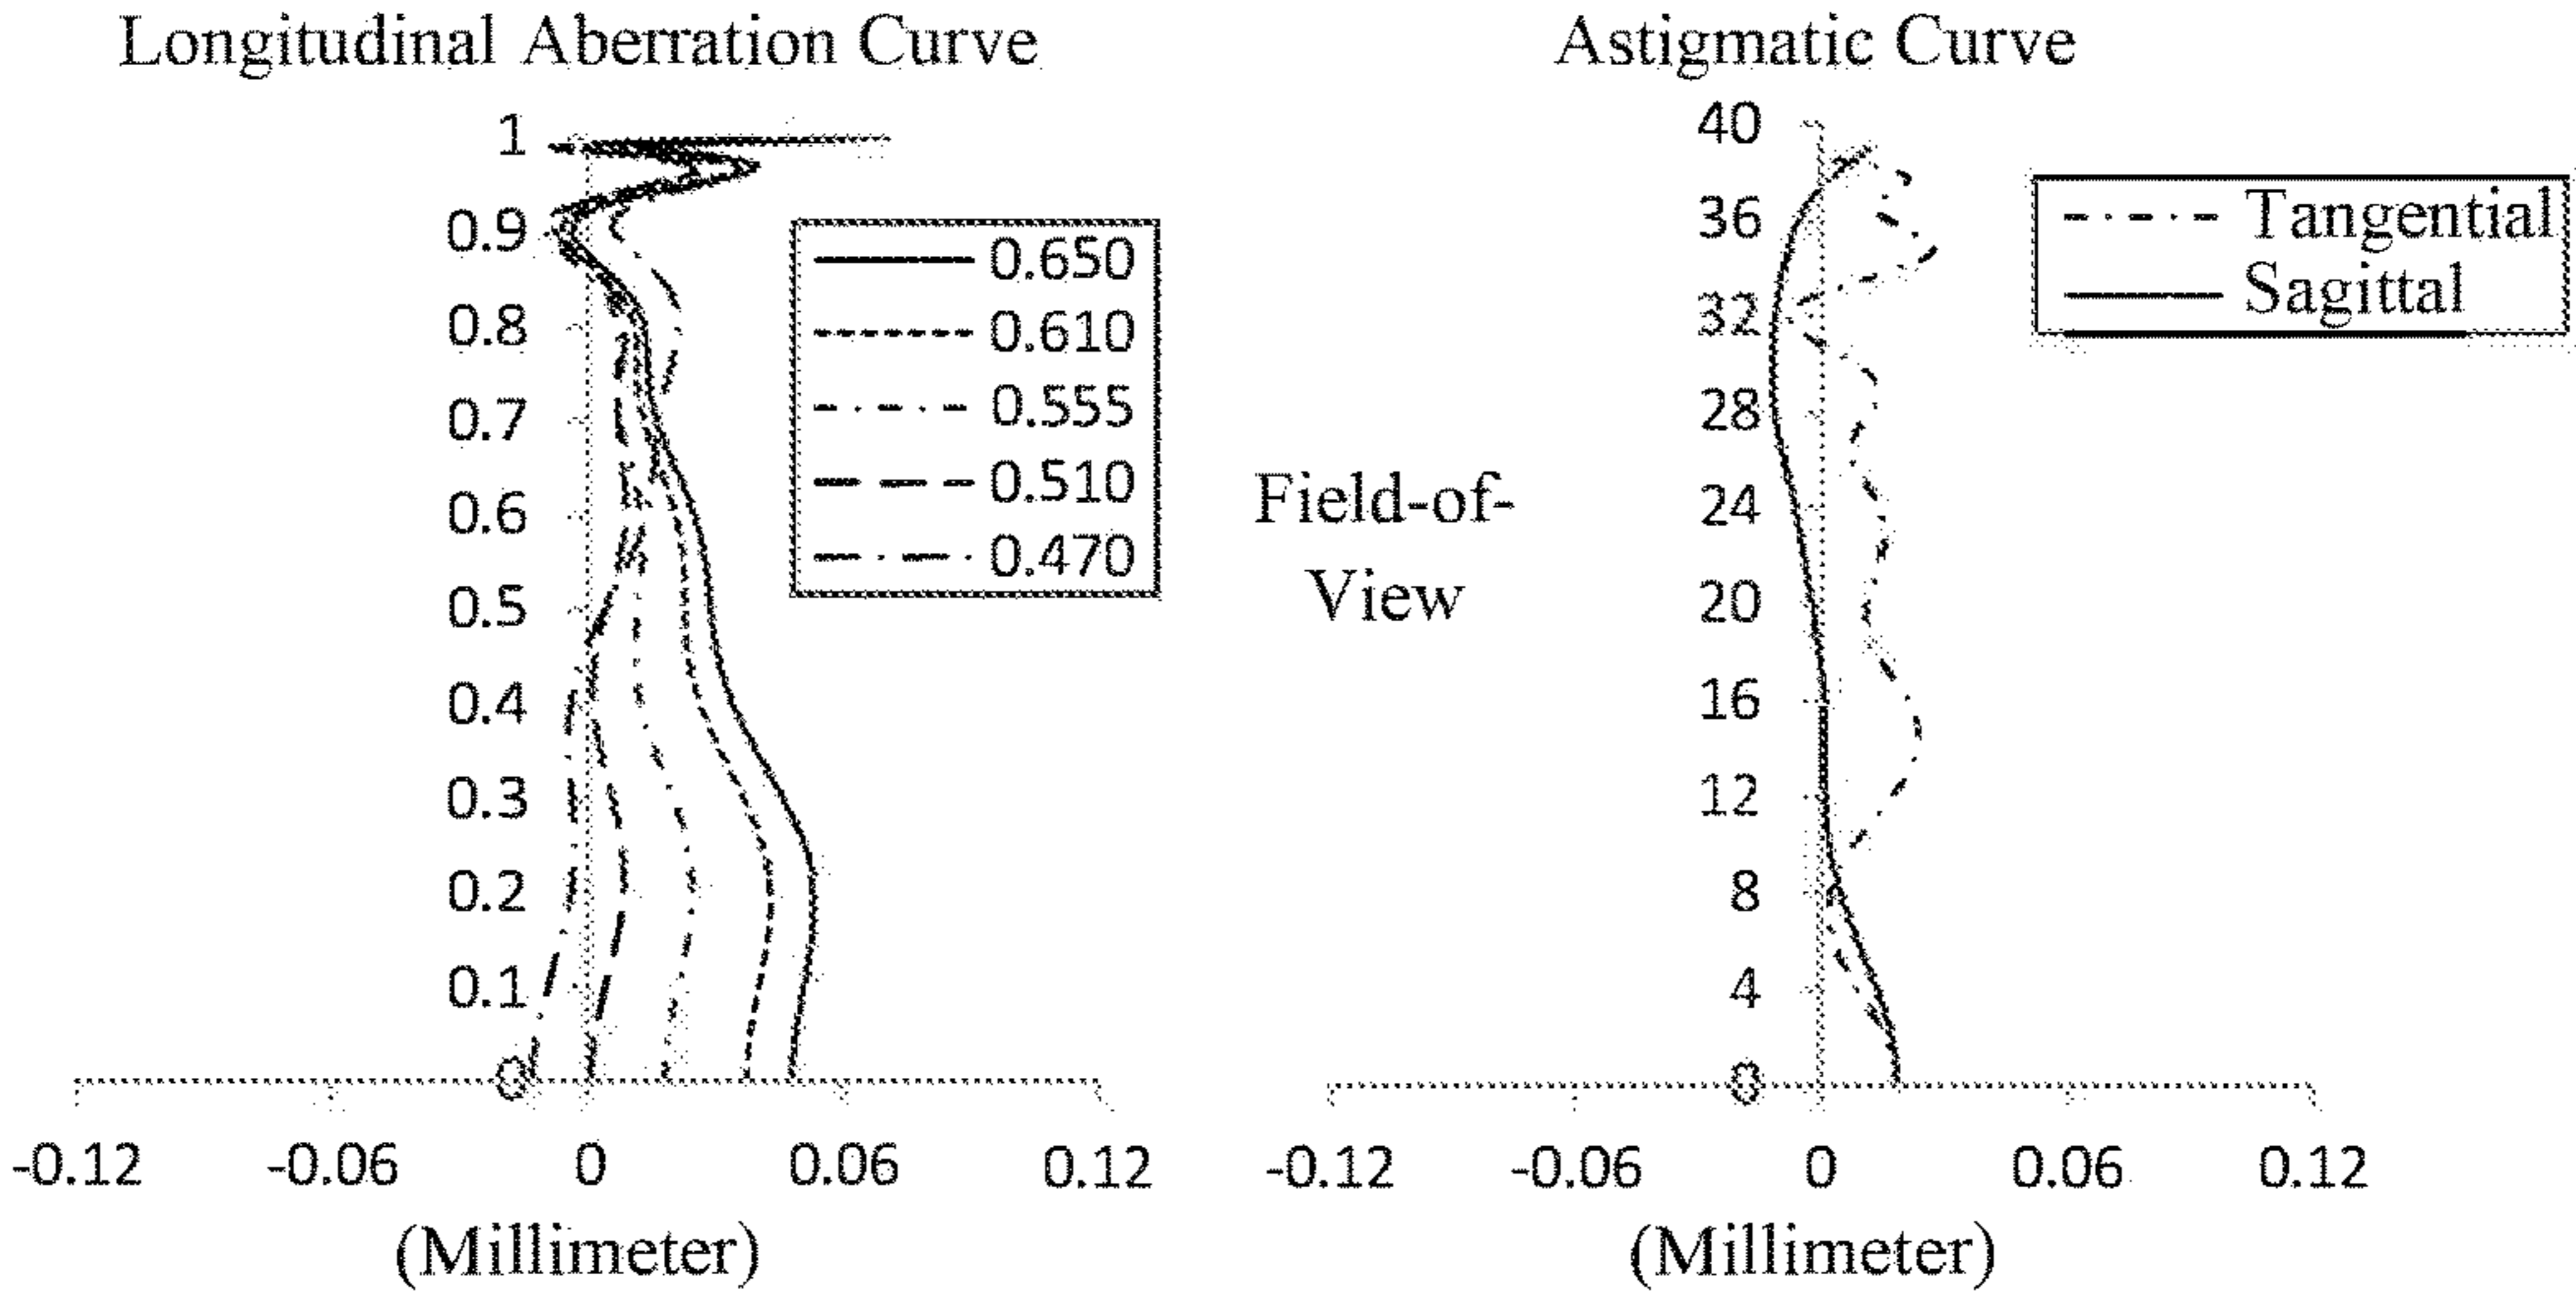 Longitudinal Aberration Curve
1
0.9
0.8
0.7
0.6
0.5
0.4
0.3
0.2
0.1
0
-0.12 -0.06 0 0.06 0.12
(Millimeter)
0.650
0.610
0.555
0.510
0.470
Astigmatic Curve
Field-of-
View
40
36
32
28
24
20
16
12
8
4
0
-0.12 -0.06 0 0.06 0.12
(Millimeter)
Tangential
Sagittal